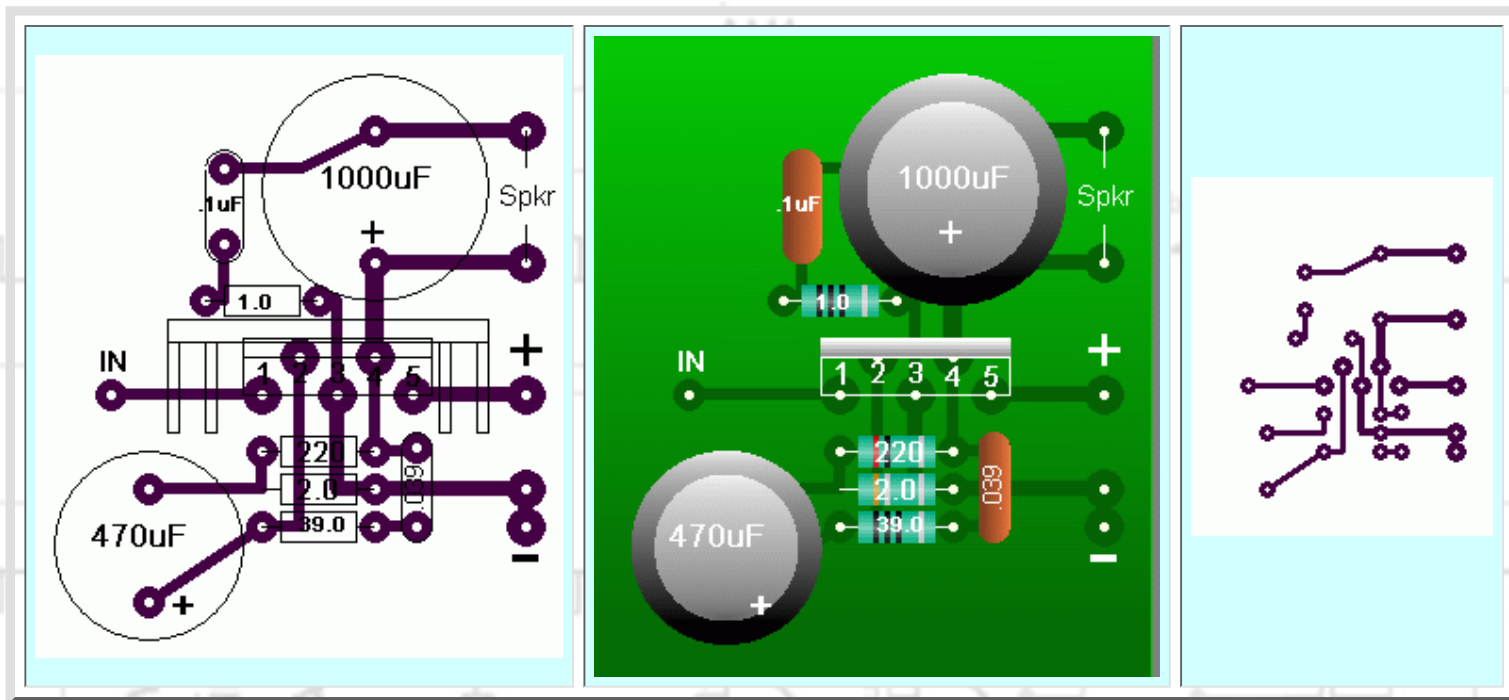 1000uF
.1uF
Spkr
+
1.0
IN
1 2 3 4 5
+
220
2.0
.039
39.0
470uF
+
-
1000uF
.1uF
Spkr
+
1.0
IN
1 2 3 4 5
+
220
2.0
.039
39.0
470uF
+
-